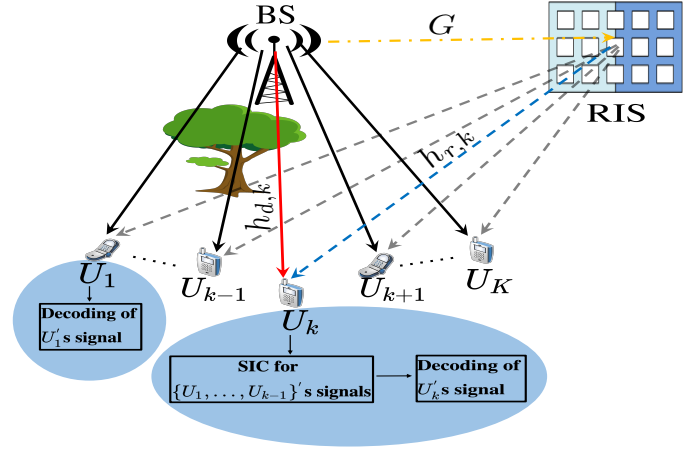 BS
G
RIS
h_{d,k}
h_{r,k}
U_1
.....
U_{k-1}
U_k
U_{k+1}
.....
U_K
Decoding of
U_1's signal
SIC for
{U_1, ..., U_{k-1}}'s signals
Decoding of
U_k's signal